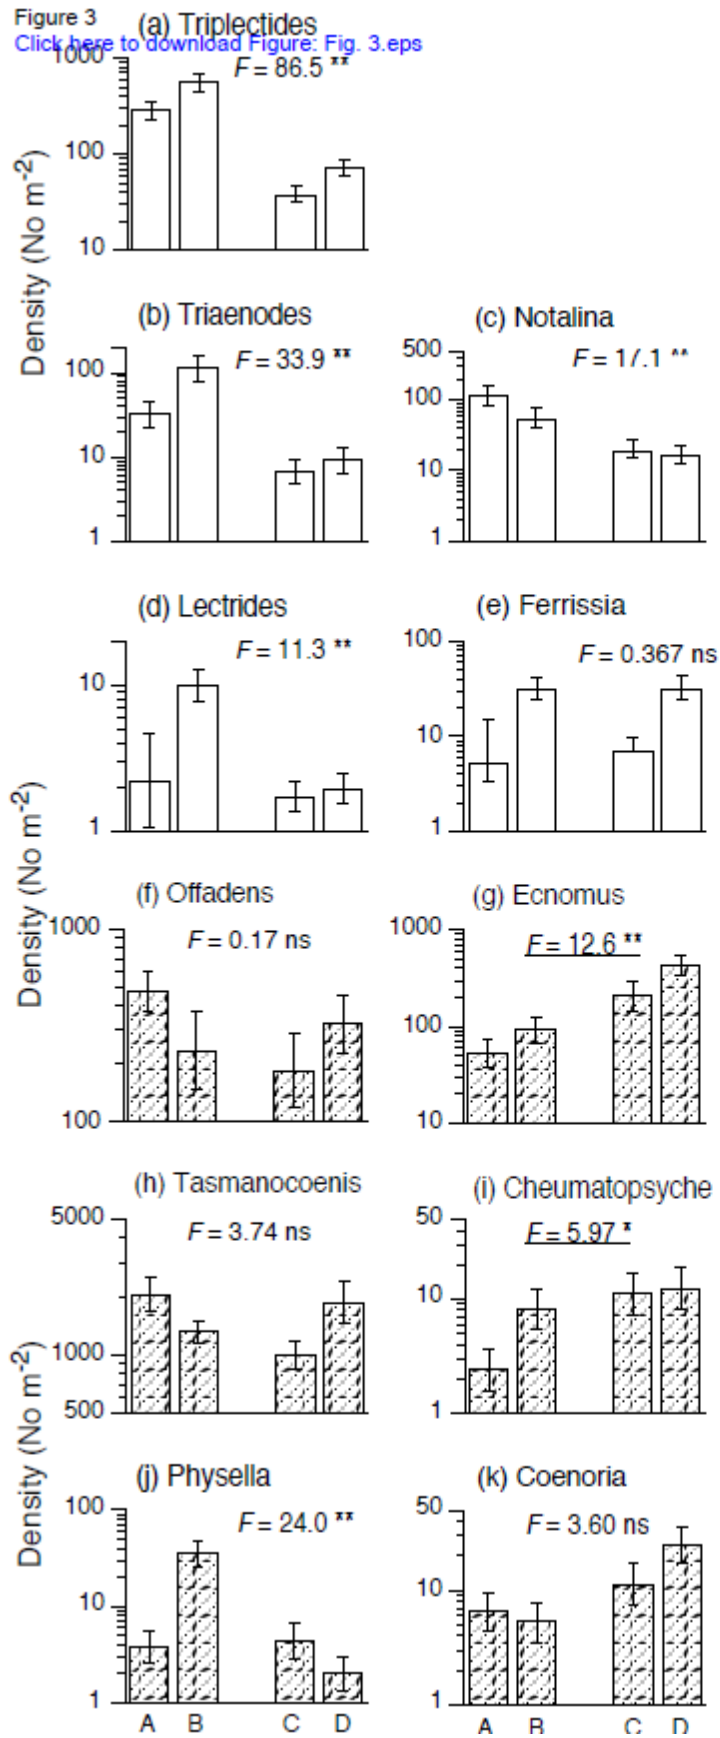 Figure 3
(a) Triplectides
Click here to download Figure: Fig. 3.eps
F = 86.5 **
1000
100
10
Density (No m-2)
(b) Triaenodes
F = 33.9 **
100
10
1
(c) Notalina
F = 17.1 **
500
100
10
1
(d) Lectrides
F = 11.3 **
10
1
(e) Ferrissia
F = 0.367 ns
100
10
1
Density (No m-2)
(f) Offadens
F = 0.17 ns
1000
100
(g) Ecnomus
F = 12.6 **
1000
100
10
(h) Tasmanocoenis
F = 3.74 ns
5000
1000
500
(i) Cheumatopsyche
F = 5.97 *
50
10
1
Density (No m-2)
(j) Physella
F = 24.0 **
100
10
1
A B C D
(k) Coenoria
F = 3.60 ns
50
10
1
A B C D